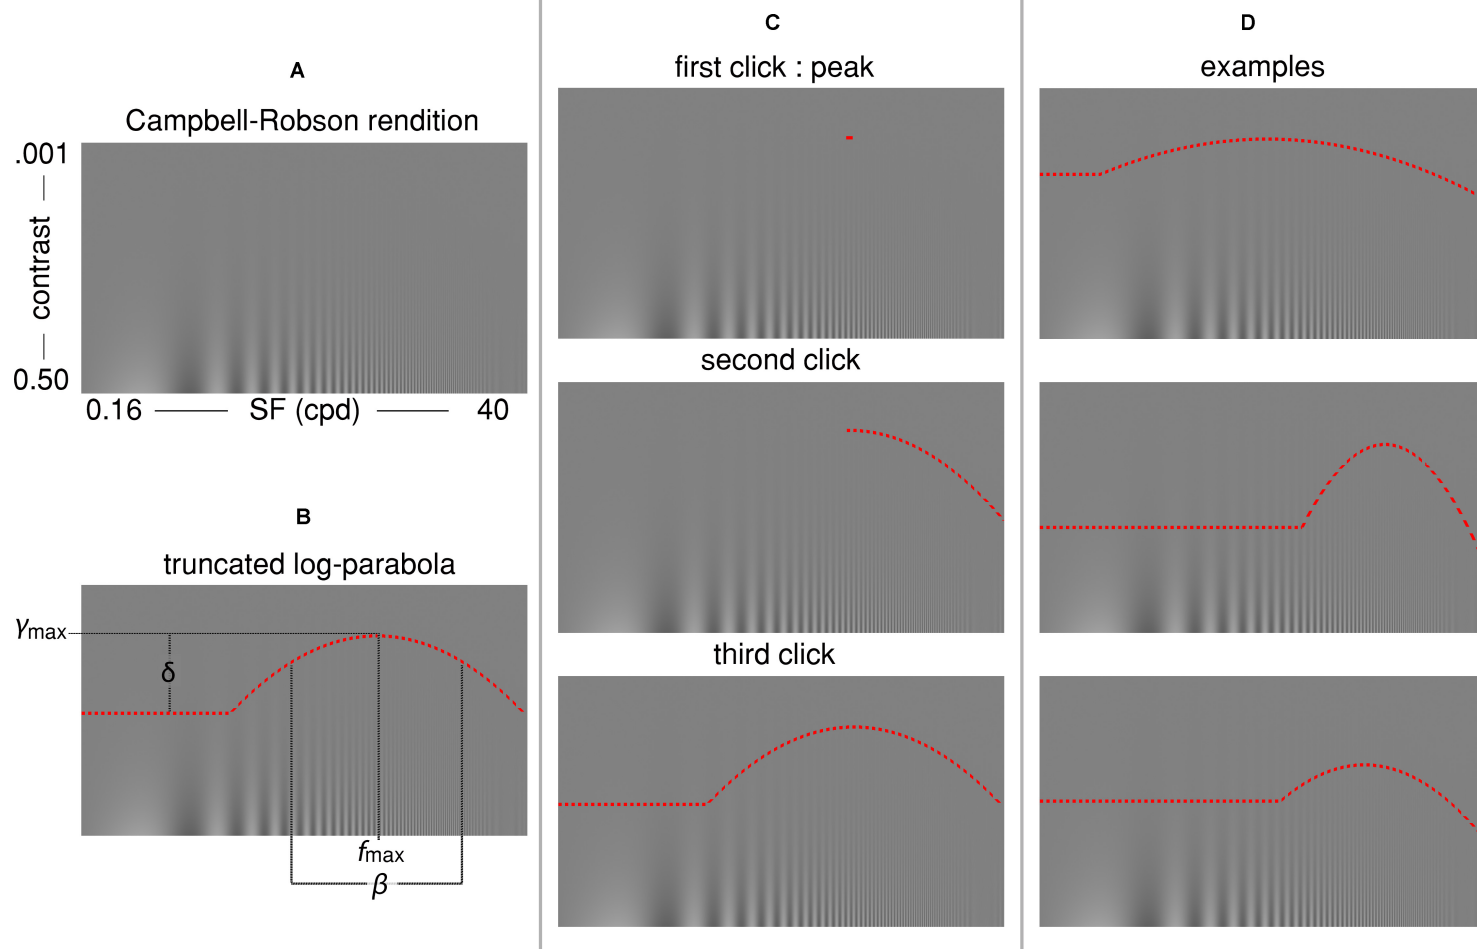 A
Campbell-Robson rendition
.001
contrast
0.50
0.16 SF (cpd) 40
B
truncated log-parabola
γmax
δ
fmax
β
C
first click : peak
second click
third click
D
examples